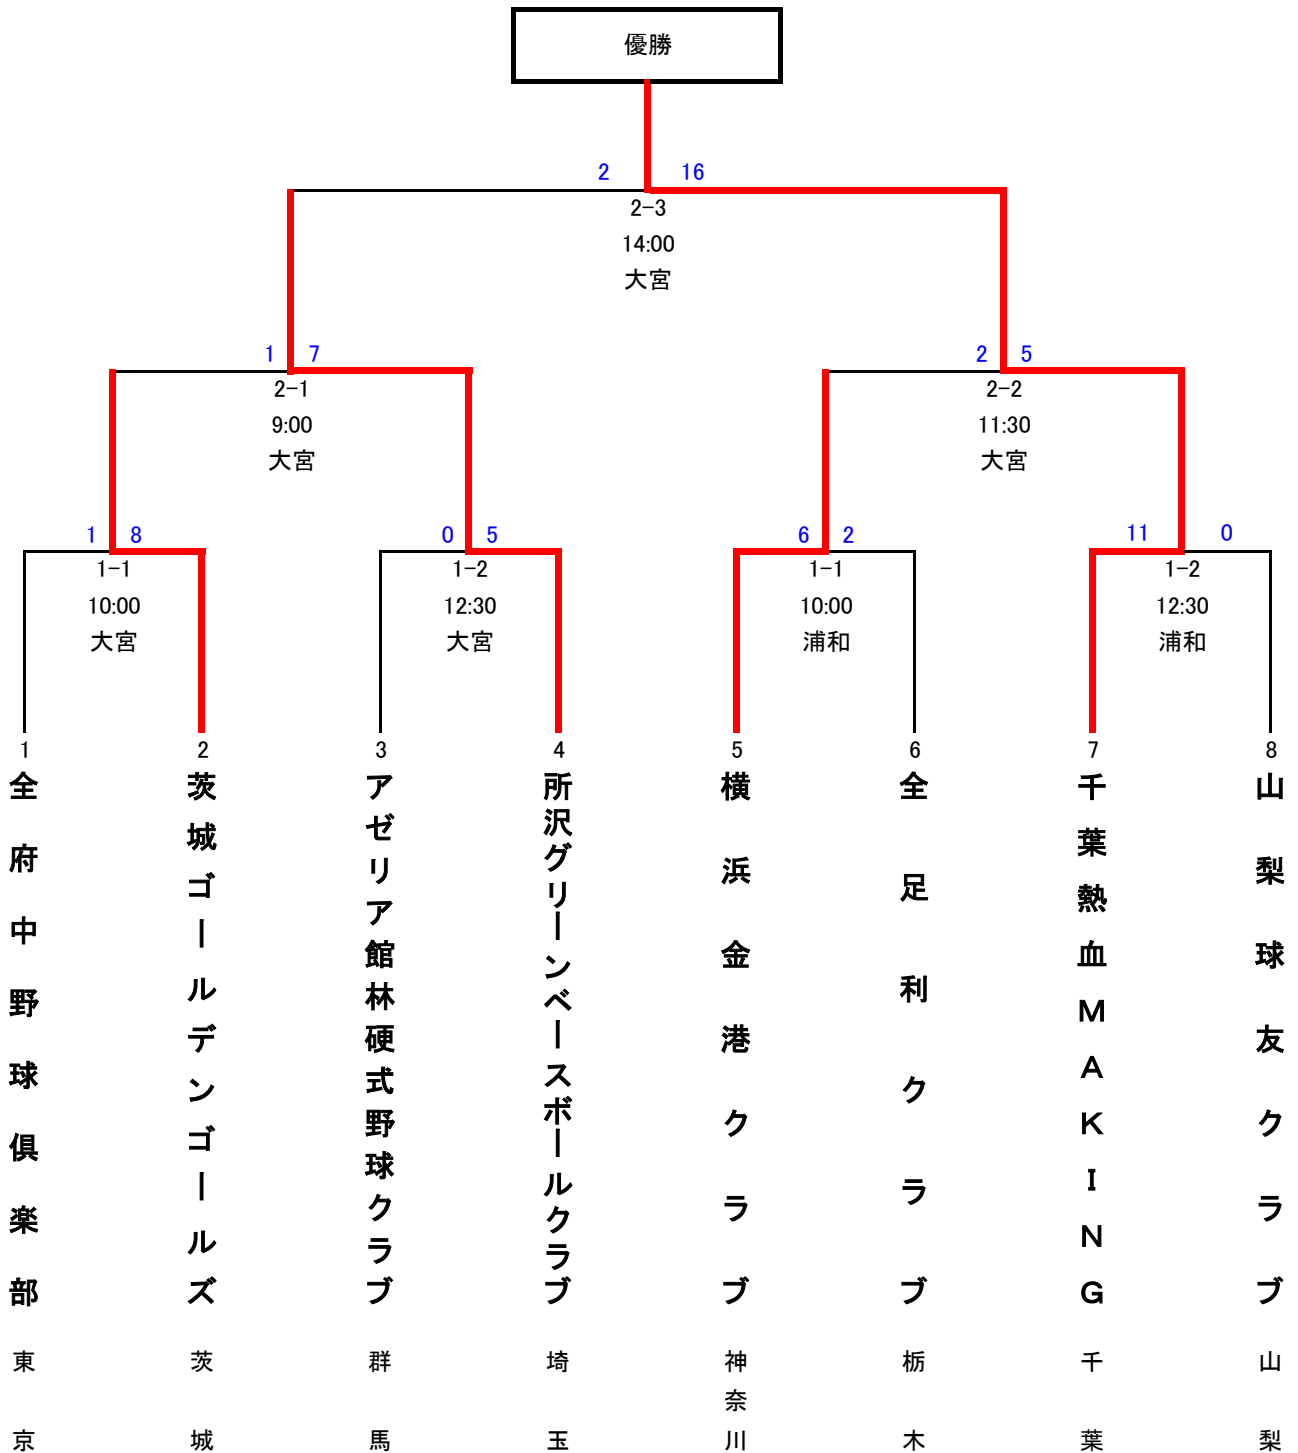 優勝
2 16
2-3
14:00
大宮
1 7
2 5
2-1
2-2
9:00
11:30
大宮
大宮
1 8
0 5
6 2
11 0
1-1
1-2
1-1
1-2
10:00
12:30
10:00
12:30
大宮
大宮
浦和
浦和
1
2
3
4
5
6
7
8
全府中野球倶楽部
茨城ゴールデンゴールズ
アゼリア館林硬式野球クラブ
所沢グリーンベースボールクラブ
横浜金港クラブ
全足利クラブ
千葉熱血MAKING
山梨球友クラブ
東京
茨城
群馬
埼玉
神奈川
栃木
千葉
山梨